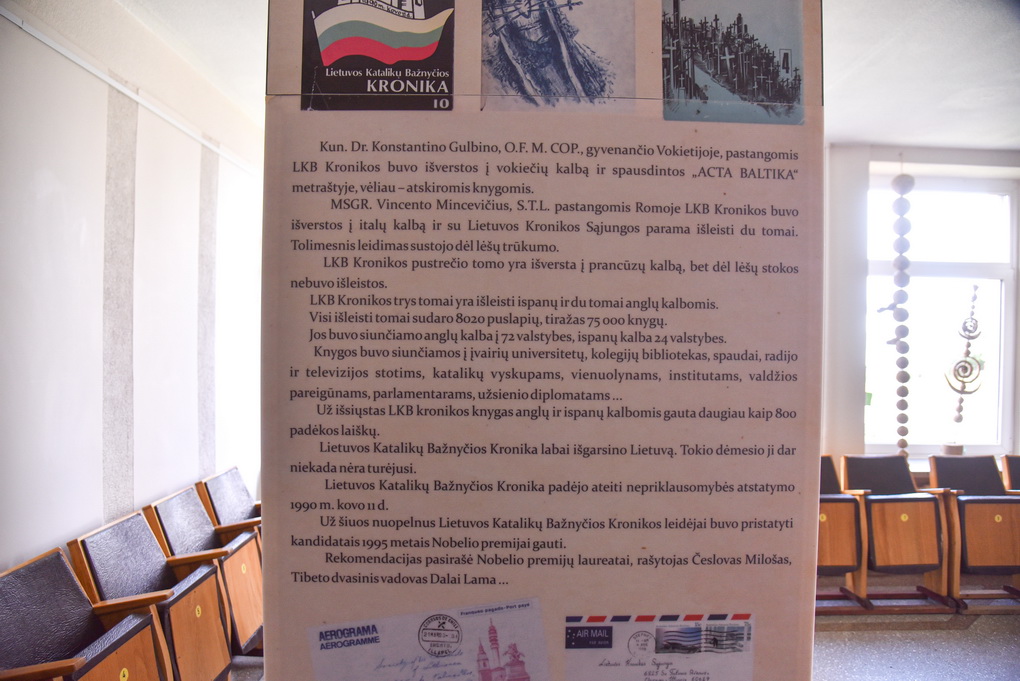 1990 m. kovo 11 d.
Lietuvos Katalikų Bažnyčios
KRONIKA
10
Kun. Dr. Konstantino Gulbino, O.F. M. COP., gyvenančio Vokietijoje, pastangomis
LKB Kronikos buvo išverstos į vokiečių kalbą ir spausdintos „ACTA BALTIKA“
metraštyje, vėliau – atskiromis knygomis.
MSGR. Vincento Mincevičius, S.T.L. pastangomis Romoje LKB Kronikos buvo
išverstos į italų kalbą ir su Lietuvos Kronikos Sąjungos parama išleisti du tomai.
Tolimesnis leidimas sustojo dėl lėšų trūkumo.
LKB Kronikos pustrečio tomo yra išversta į prancūzų kalbą, bet dėl lėšų stokos
nebuvo išleistos.
LKB Kronikos trys tomai yra išleisti ispanų ir du tomai anglų kalbomis.
Visi išleisti tomai sudaro 8020 puslapių, tiražas 75 000 knygų.
Jos buvo siunčiamo anglų kalba į 72 valstybes, ispanų kalba 24 valstybes.
Knygos buvo siunčiamos į įvairių universitetų, kolegijų bibliotekas, spaudai, radijo
ir televizijos stotims, katalikų vyskupams, vienuolynams, institutams, valdžios
pareigūnams, parlamentarams, užsienio diplomatams ...
Už išsiųstas LKB kronikos knygas anglų ir ispanų kalbomis gauta daugiau kaip 800
padėkos laiškų.
Lietuvos Katalikų Bažnyčios Kronika labai išgarsino Lietuvą. Tokio dėmesio ji dar
niekada nėra turėjusi.
Lietuvos Katalikų Bažnyčios Kronika padėjo ateiti nepriklausomybės atstatymo
1990 m. kovo 11 d.
Už šiuos nuopelnus Lietuvos Katalikų Bažnyčios Kronikos leidėjai buvo pristatyti
kandidatais 1995 metais Nobelio premijai gauti.
Rekomendacijas pasirašė Nobelio premijų laureatai, rašytojas Česlovas Milošas,
Tibeto dvasinis vadovas Dalai Lama ...
AEROGRAMA
AEROGRAMME
AIR MAIL
4
5